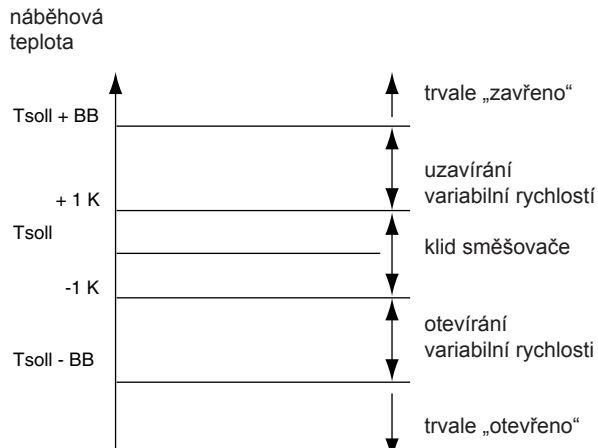 náběhová
teplota
trvale „zavřeno“
Tsoll + BB
uzavírání
variabilní rychlostí
+ 1 K
Tsoll
klid směšovače
-1 K
otevírání
variabilní rychlosti
Tsoll - BB
trvale „otevřeno“